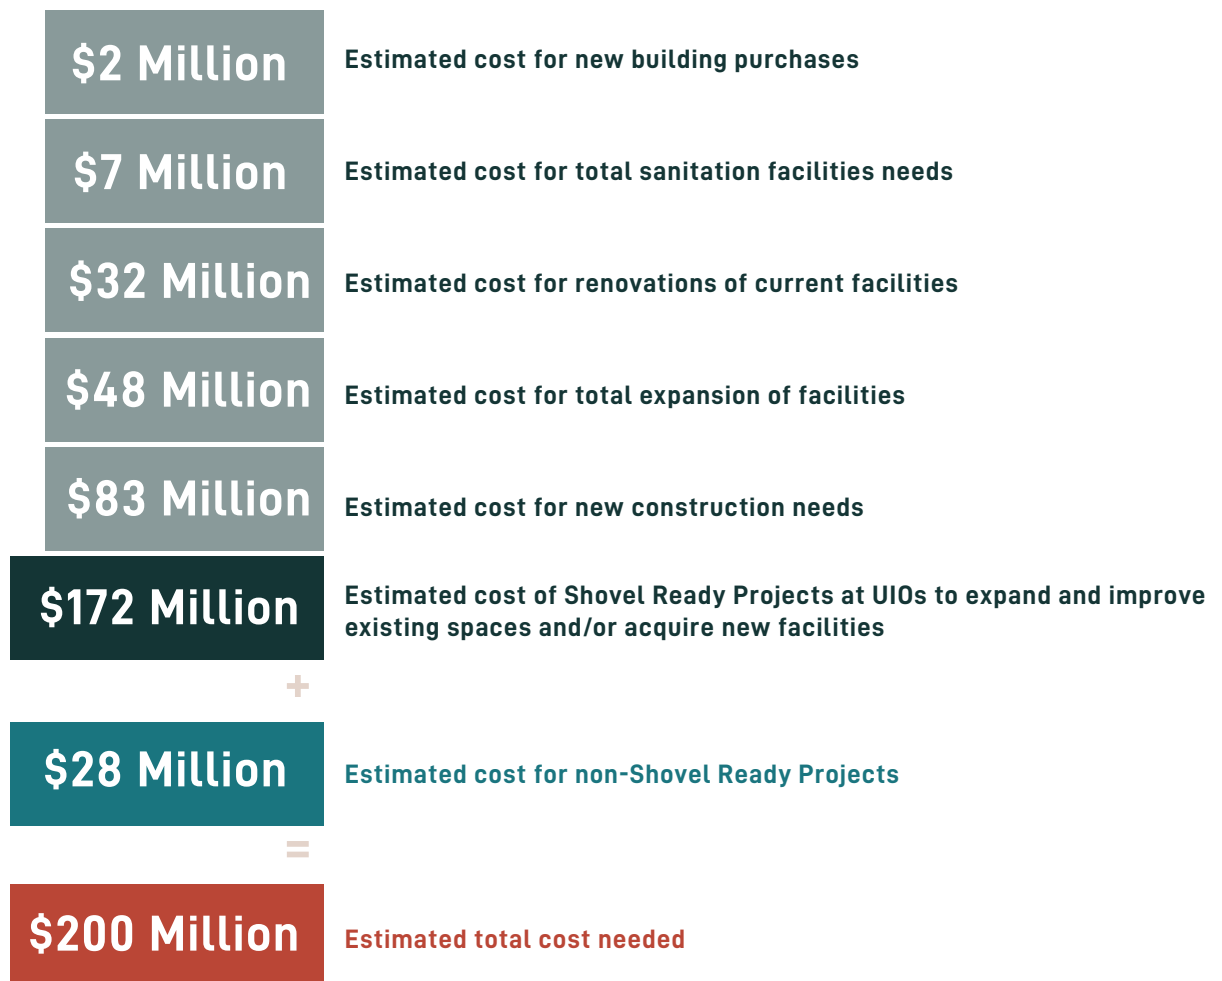 $2 Million
Estimated cost for new building purchases
$7 Million
Estimated cost for total sanitation facilities needs
$32 Million
Estimated cost for renovations of current facilities
$48 Million
Estimated cost for total expansion of facilities
$83 Million
Estimated cost for new construction needs
$172 Million
Estimated cost of Shovel Ready Projects at UIOs to expand and improve
existing spaces and/or acquire new facilities
+
$28 Million
Estimated cost for non-Shovel Ready Projects
=
$200 Million
Estimated total cost needed